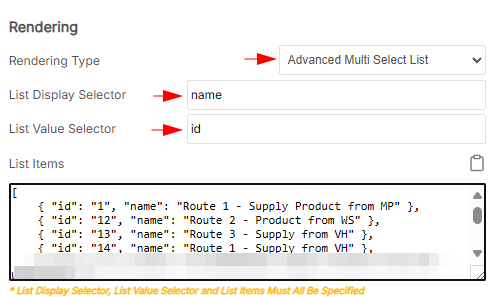 Rendering
Rendering Type Advanced Multi Select List
List Display Selector name
List Value Selector id
List Items
[
{ "id": "1", "name": "Route 1 - Supply Product from MP" },
{ "id": "12", "name": "Route 2 - Product from WS" },
{ "id": "13", "name": "Route 3 - Supply from VH" },
{ "id": "14", "name": "Route 1 - Supply from VH" },
* List Display Selector, List Value Selector and List Items Must All Be Specified